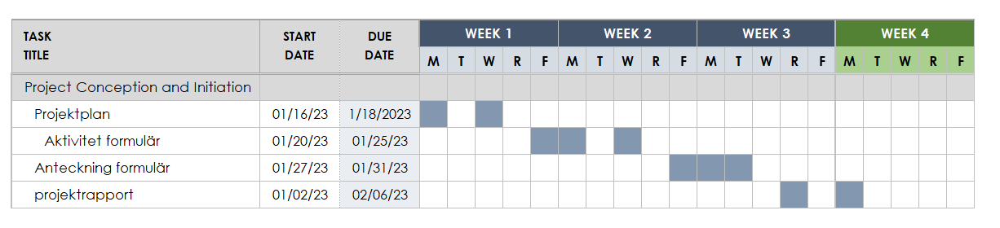 TASK TITLE START DATE DUE DATE WEEK 1 WEEK 2 WEEK 3 WEEK 4
M T W R F M T W R F M T W R F M T W R F
Project Conception and Initiation
Projektplan 01/16/23 1/18/2023
Aktivitet formulär 01/20/23 01/25/23
Anteckning formulär 01/27/23 01/31/23
projektrapport 01/02/23 02/06/23